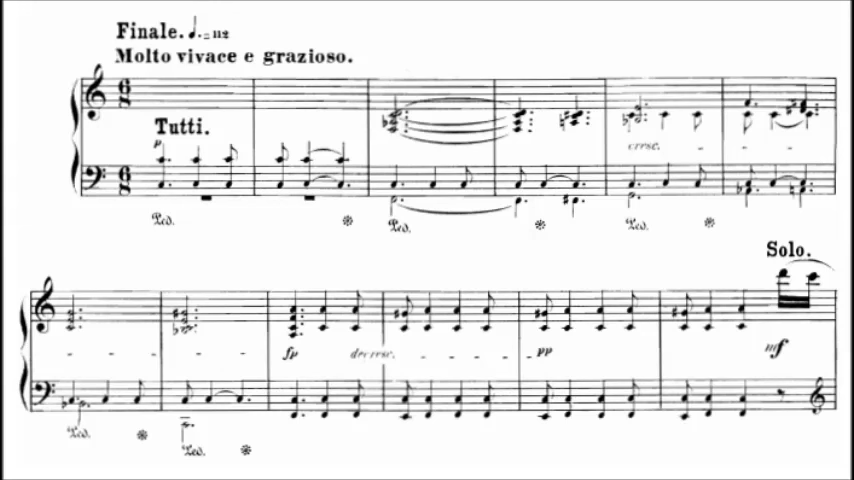 Finale. ♩. = 112
Molto vivace e grazioso.
Tutti.
p
cresc.
Ped. Ped. Ped.
Solo.
fp decresc. pp mf
Ped.
Ped.